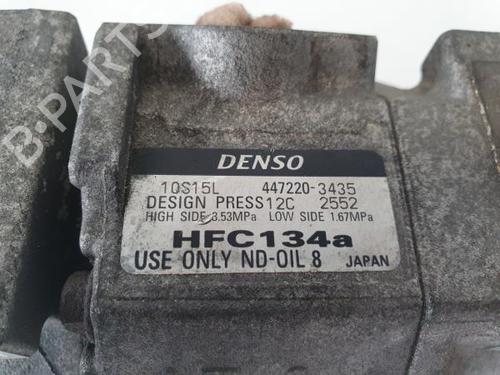 B-PARTS
DENSO
10S15L 447220-3435
DESIGN PRESS12C 2552
HIGH SIDE 3.53MPa LOW SIDE 1.67MPa
HFC134a
USE ONLY ND-OIL 8 JAPAN